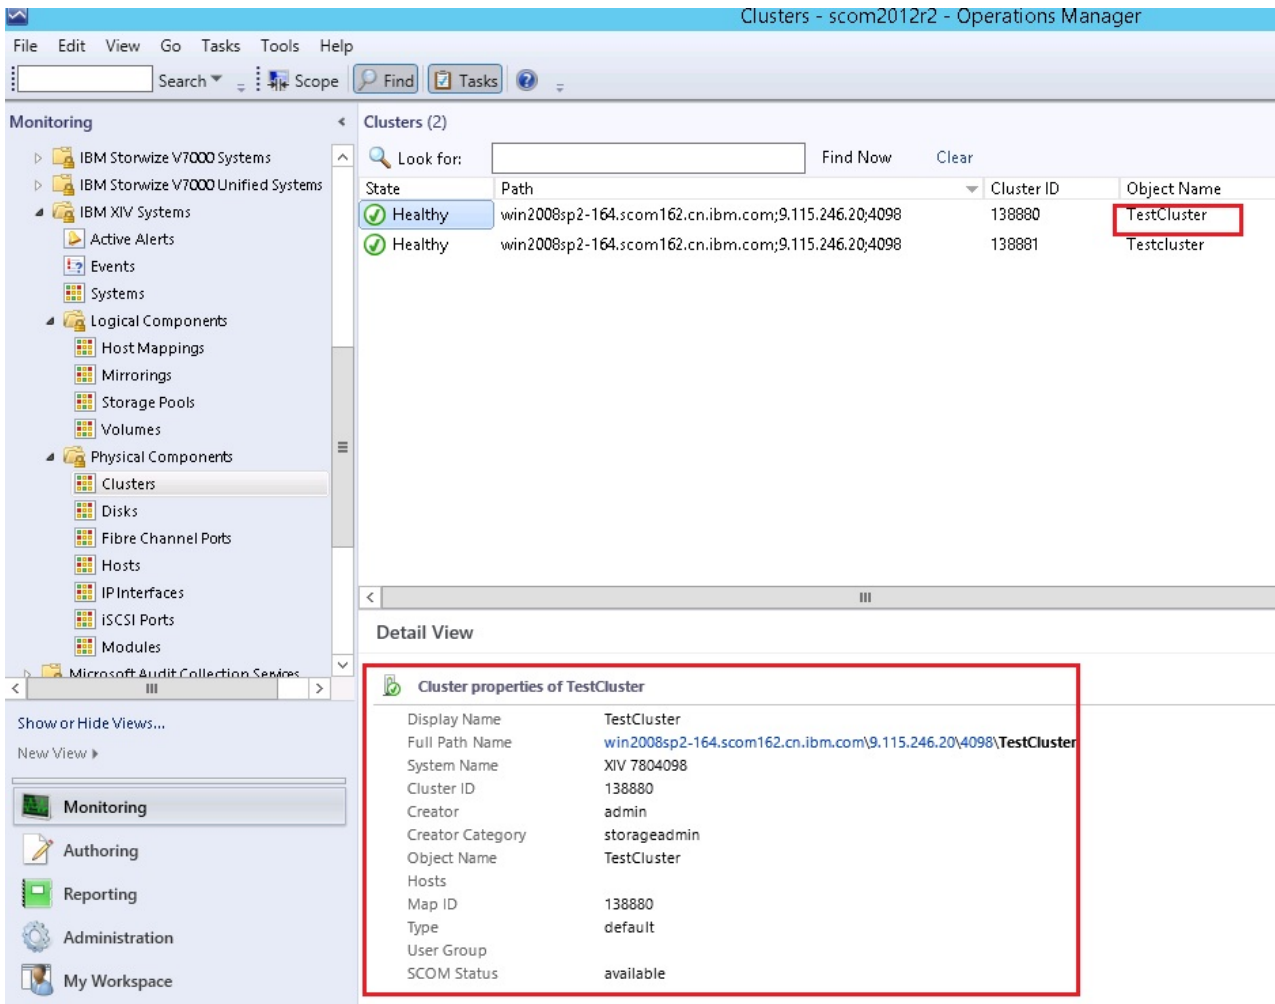 Clusters - scom2012r2 - Operations Manager
File Edit View Go Tasks Tools Help
Search Scope Find Tasks
Monitoring
IBM Storwize V7000 Systems
IBM Storwize V7000 Unified Systems
IBM XIV Systems
Active Alerts
Events
Systems
Logical Components
Host Mappings
Mirrorings
Storage Pools
Volumes
Physical Components
Clusters
Disks
Fibre Channel Ports
Hosts
IP Interfaces
iSCSI Ports
Modules
Microsoft Audit Collection Services
Show or Hide Views...
New View
Monitoring
Authoring
Reporting
Administration
My Workspace
Clusters (2)
Look for: Find Now Clear
State Path Cluster ID Object Name
Healthy win2008sp2-164.scom162.cn.ibm.com;9.115.246.20;4098 138880 TestCluster
Healthy win2008sp2-164.scom162.cn.ibm.com;9.115.246.20;4098 138881 Testcluster
Detail View
Cluster properties of TestCluster
Display Name TestCluster
Full Path Name win2008sp2-164.scom162.cn.ibm.com\9.115.246.20\4098\TestCluster
System Name XIV 7804098
Cluster ID 138880
Creator admin
Creator Category storageadmin
Object Name TestCluster
Hosts
Map ID 138880
Type default
User Group
SCOM Status available